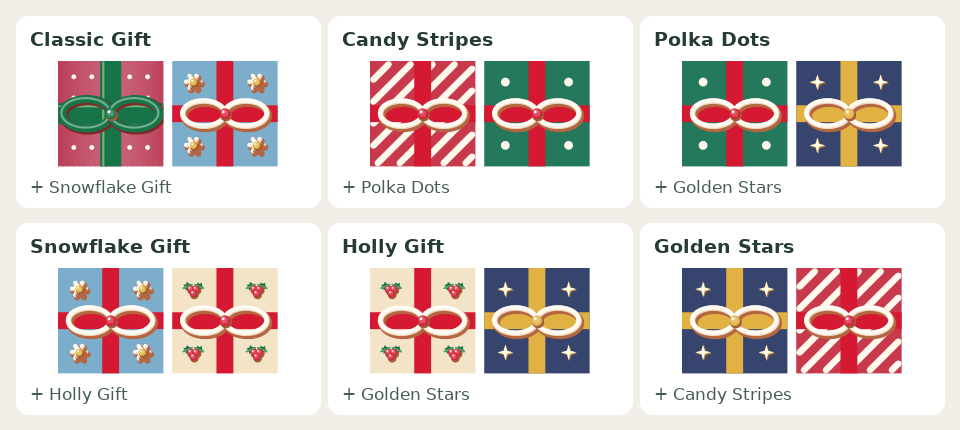 Classic Gift
+ Snowflake Gift
Candy Stripes
+ Polka Dots
Polka Dots
+ Golden Stars
Snowflake Gift
+ Holly Gift
Holly Gift
+ Golden Stars
Golden Stars
+ Candy Stripes